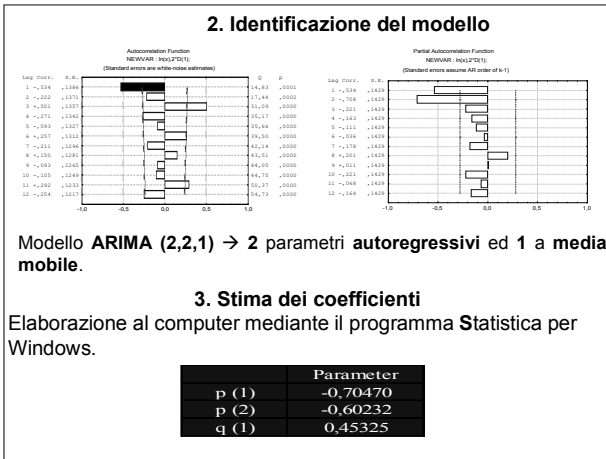 2. Identificazione del modello
Autocorrelation Function
NEWVAR : ln(x),2*D(1);
(Standard errors are white-noise estimates)
Lag Corr. S.E. Q p
1 -,534 ,1386 14,83 ,0001
2 -,222 ,1371 17,44 ,0002
3 +,501 ,1357 31,09 ,0000
4 -,271 ,1342 35,17 ,0000
5 -,093 ,1327 35,66 ,0000
6 +,257 ,1312 39,50 ,0000
7 -,211 ,1296 42,14 ,0000
8 +,150 ,1281 43,51 ,0000
9 -,093 ,1265 44,05 ,0000
10 -,105 ,1249 44,75 ,0000
11 +,292 ,1233 50,37 ,0000
12 -,254 ,1217 54,73 ,0000
-1,0 -0,5 0,0 0,5 1,0
Partial Autocorrelation Function
NEWVAR : ln(x),2*D(1);
(Standard errors assume AR order of k-1)
Lag Corr. S.E.
1 -,534 ,1429
2 -,708 ,1429
3 -,221 ,1429
4 -,163 ,1429
5 -,111 ,1429
6 -,036 ,1429
7 -,178 ,1429
8 +,201 ,1429
9 +,011 ,1429
10 -,221 ,1429
11 -,068 ,1429
12 -,164 ,1429
-1,0 -0,5 0,0 0,5 1,0
Modello ARIMA (2,2,1) → 2 parametri autoregressivi ed 1 a media
mobile.
3. Stima dei coefficienti
Elaborazione al computer mediante il programma Statistica per
Windows.
Parameter
p (1) -0,70470
p (2) -0,60232
q (1) 0,45325